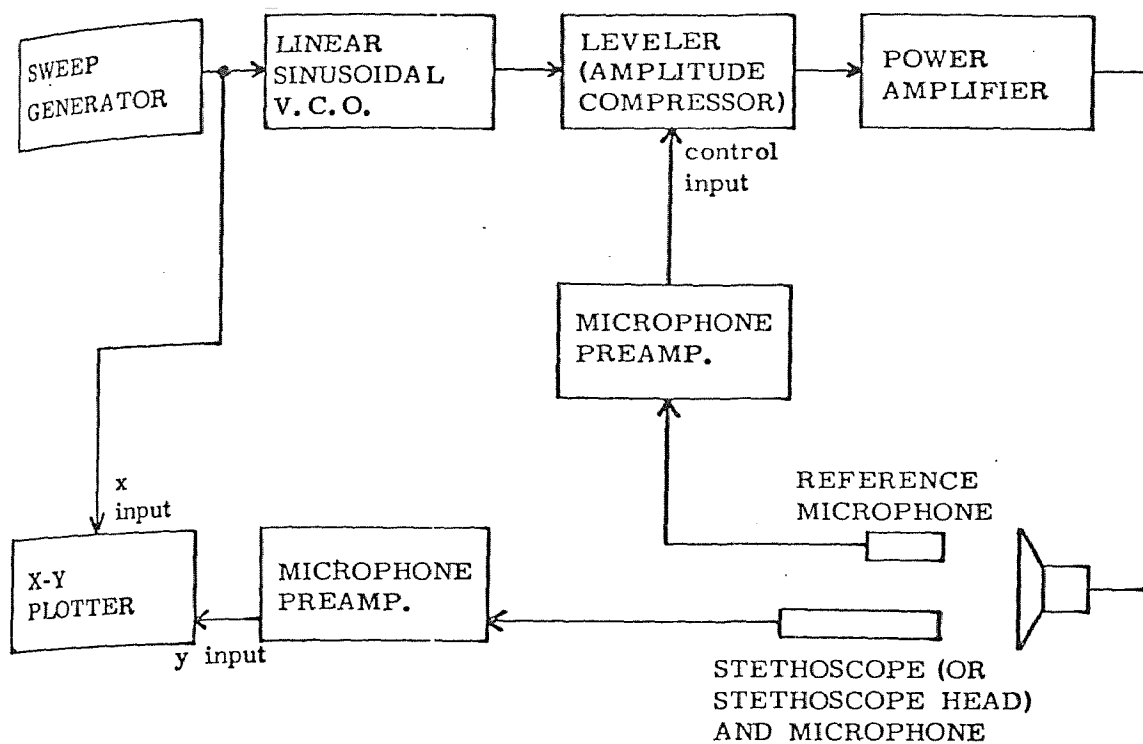 SWEEP
GENERATOR
LINEAR
SINUSOIDAL
V. C. O.
LEVELER
(AMPLITUDE
COMPRESSOR)
POWER
AMPLIFIER
control
input
MICROPHONE
PREAMP.
REFERENCE
MICROPHONE
x
input
X-Y
PLOTTER
MICROPHONE
PREAMP.
y input
STETHOSCOPE (OR
STETHOSCOPE HEAD)
AND MICROPHONE